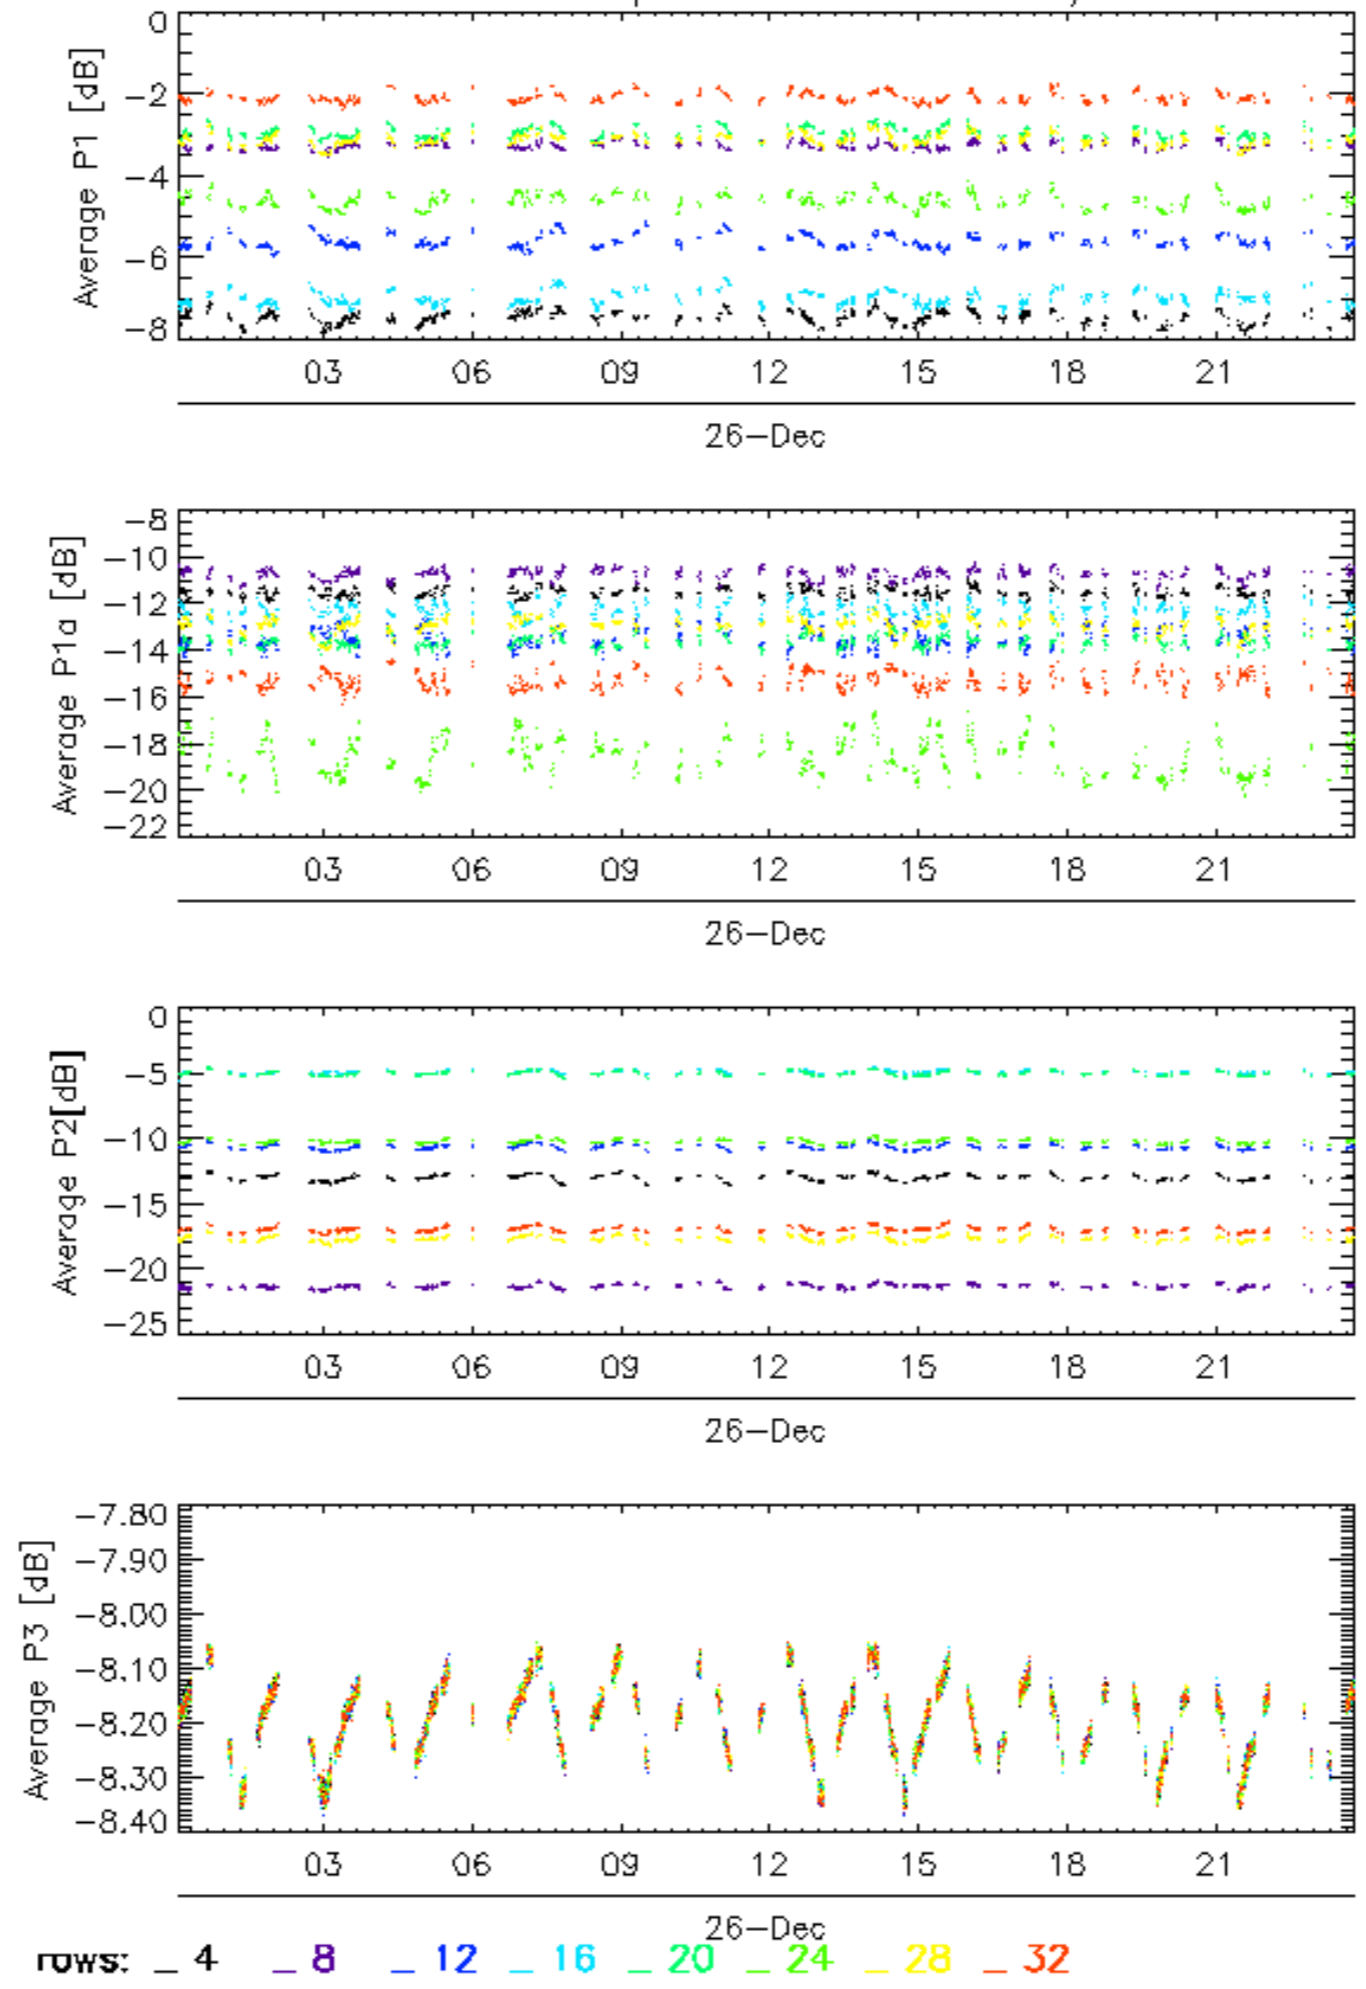 0
-2
-4
-6
-8
Average P1 [dB]
03 06 09 12 15 18 21
26-Dec
-8
-10
-12
-14
-16
-18
-20
-22
Average P1a [dB]
03 06 09 12 15 18 21
26-Dec
0
-5
-10
-15
-20
-25
Average P2[dB]
03 06 09 12 15 18 21
26-Dec
-7.80
-7.90
-8.00
-8.10
-8.20
-8.30
-8.40
Average P3 [dB]
03 06 09 12 15 18 21
26-Dec
rows: _ 4 _ 8 _ 12 _ 16 _ 20 _ 24 _ 28 _ 32